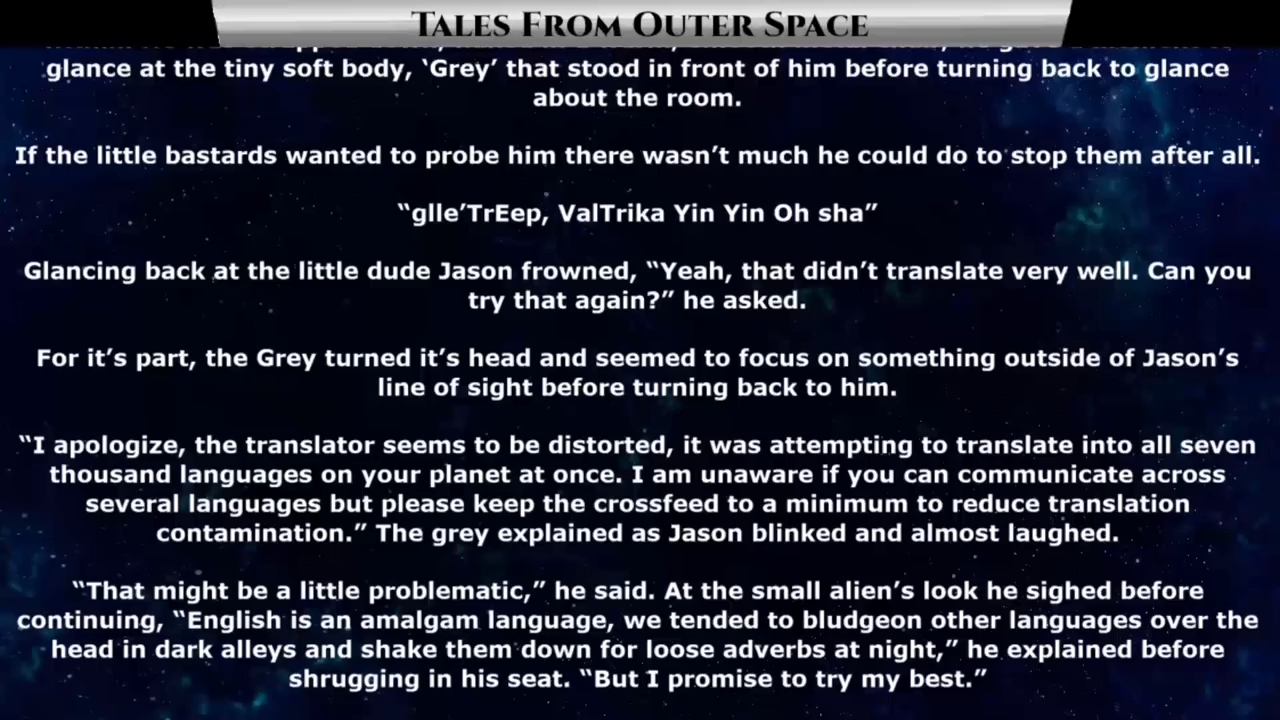 Tales From Outer Space
glance at the tiny soft body, ‘Grey’ that stood in front of him before turning back to glance
about the room.
If the little bastards wanted to probe him there wasn’t much he could do to stop them after all.
“glle’TrEep, ValTrika Yin Yin Oh sha”
Glancing back at the little dude Jason frowned, “Yeah, that didn’t translate very well. Can you
try that again?” he asked.
For it’s part, the Grey turned it’s head and seemed to focus on something outside of Jason’s
line of sight before turning back to him.
“I apologize, the translator seems to be distorted, it was attempting to translate into all seven
thousand languages on your planet at once. I am unaware if you can communicate across
several languages but please keep the crossfeed to a minimum to reduce translation
contamination.” The grey explained as Jason blinked and almost laughed.
“That might be a little problematic,” he said. At the small alien’s look he sighed before
continuing, “English is an amalgam language, we tended to bludgeon other languages over the
head in dark alleys and shake them down for loose adverbs at night,” he explained before
shrugging in his seat. “But I promise to try my best.”